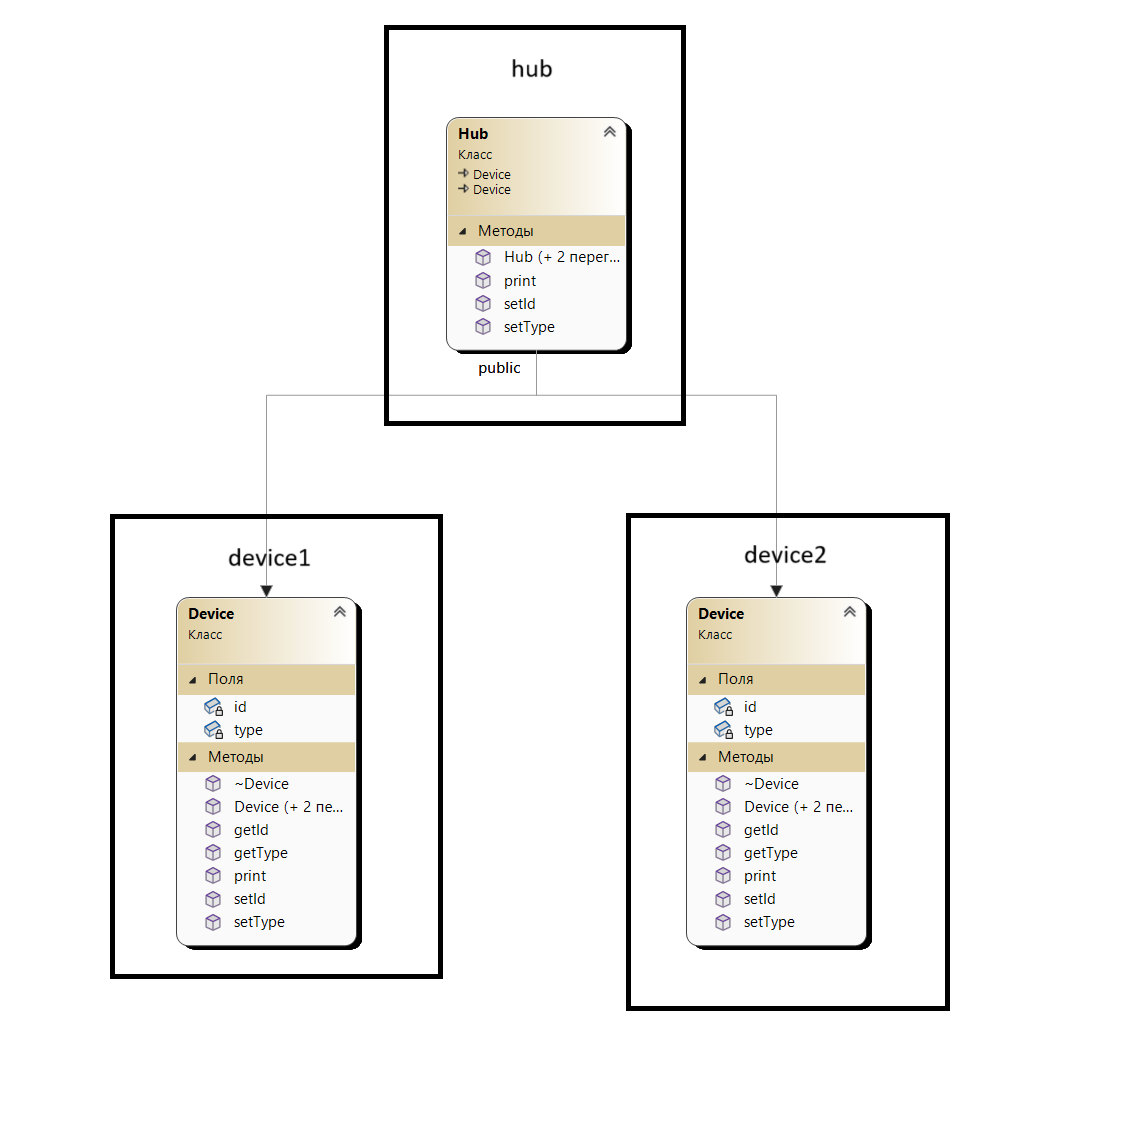 hub
Hub
Класс
Device
Device
Методы
Hub (+ 2 перег...
print
setId
setType
public
device1
Device
Класс
Поля
id
type
Методы
~Device
Device (+ 2 пе...
getId
getType
print
setId
setType
device2
Device
Класс
Поля
id
type
Методы
~Device
Device (+ 2 пе...
getId
getType
print
setId
setType